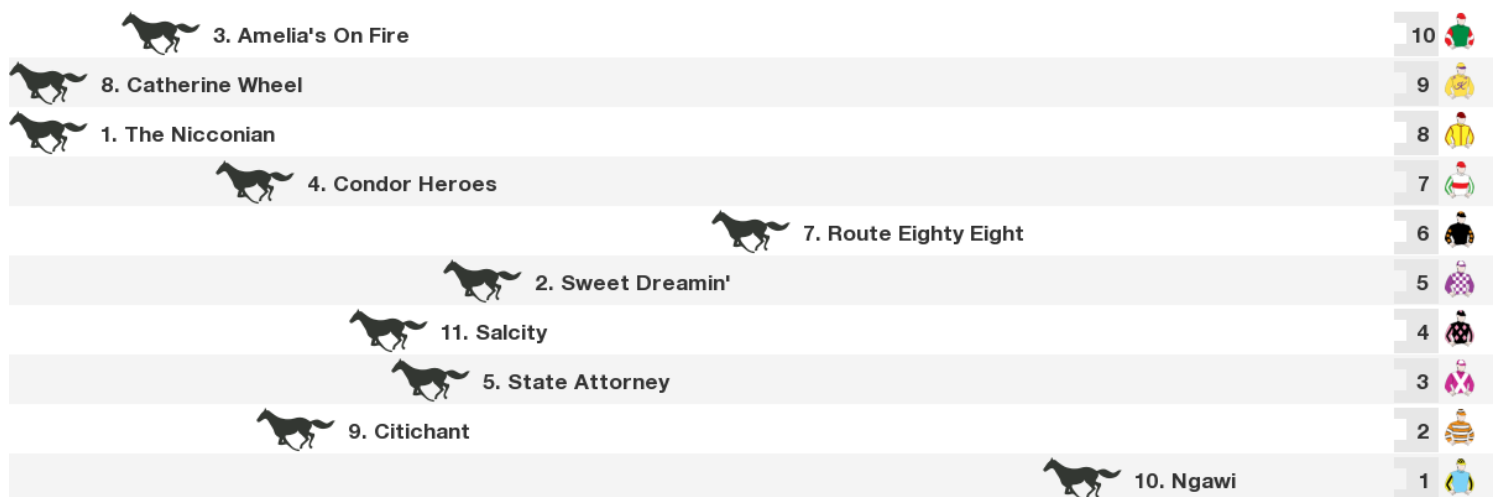 3. Amelia's On Fire 10
8. Catherine Wheel 9
1. The Nicconian 8
4. Condor Heroes 7
7. Route Eighty Eight 6
2. Sweet Dreamin' 5
11. Salcity 4
5. State Attorney 3
9. Citichant 2
10. Ngawi 1